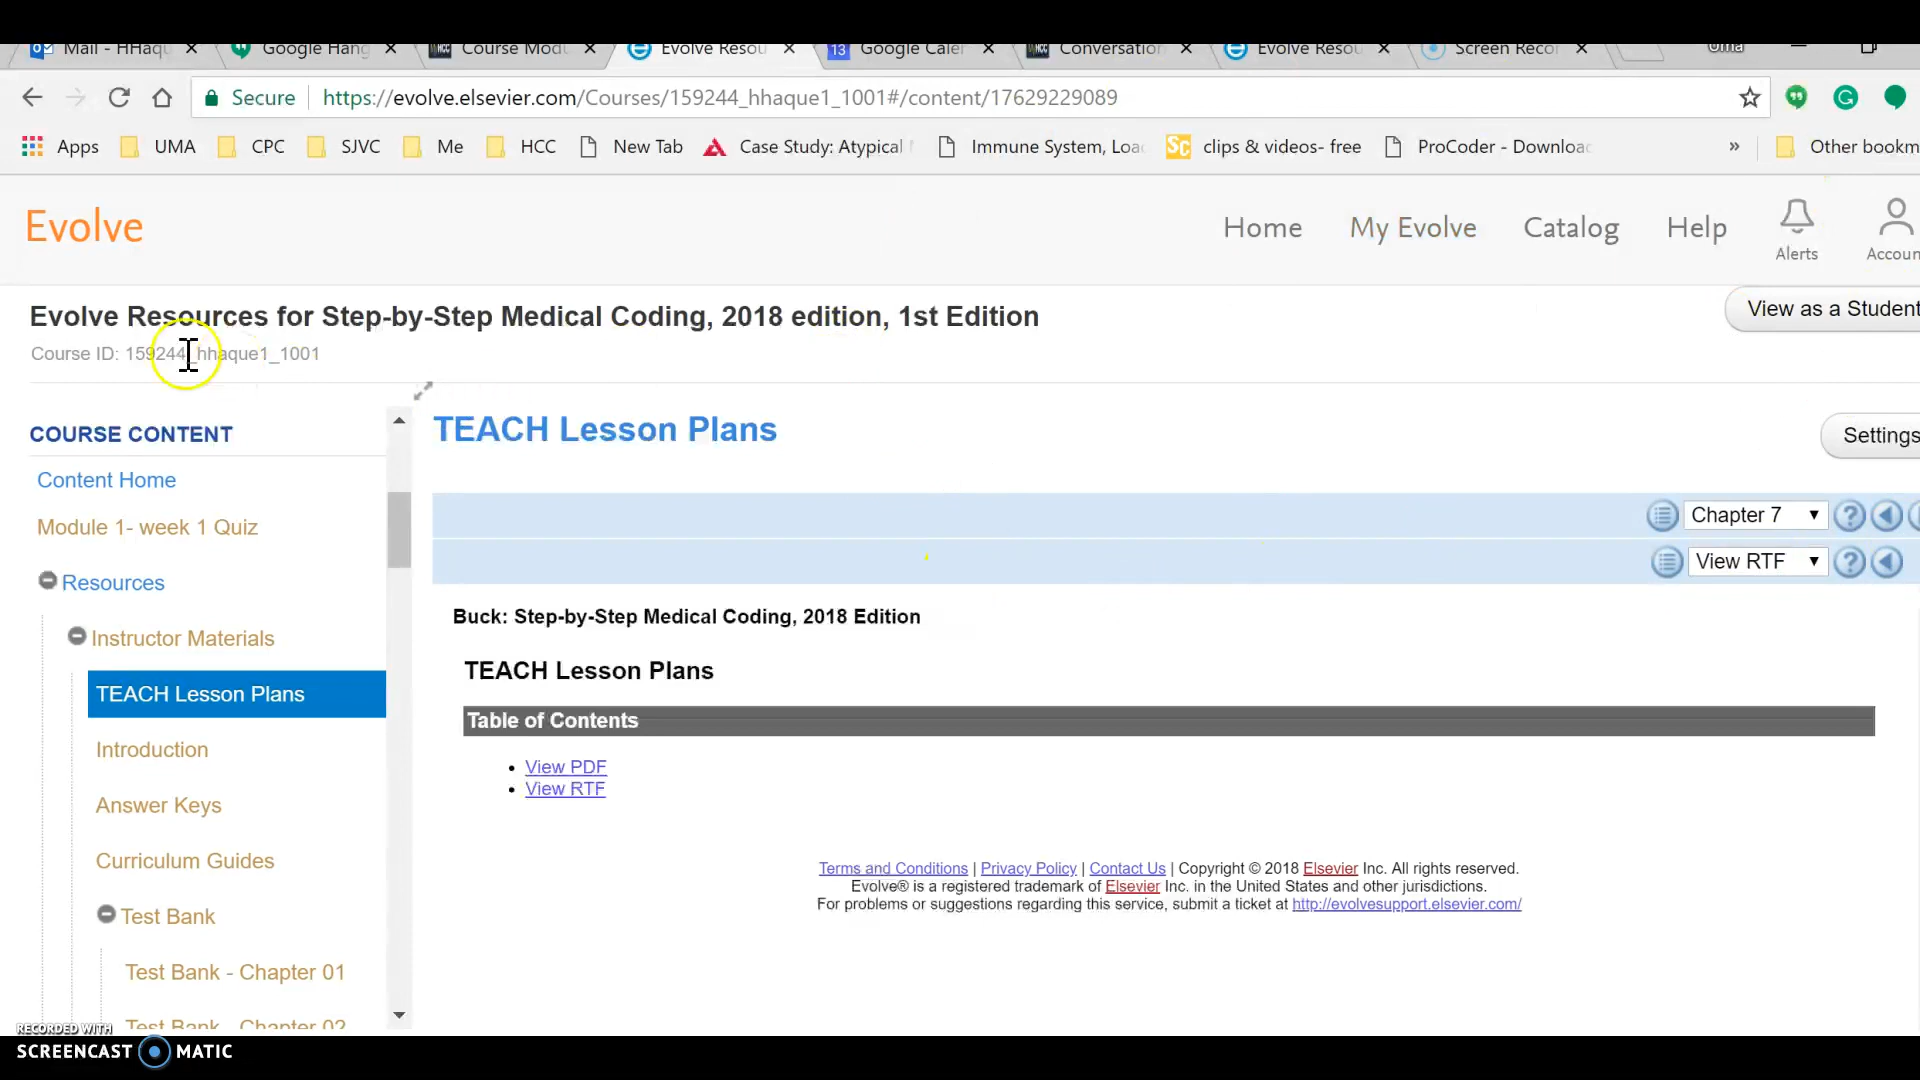 Mail - HHaqu
Google Hang
Course Modu
Evolve Resou
13 Google Caler
Conversation
Evolve Resou
Screen Recor
Uma
Secure https://evolve.elsevier.com/Courses/159244_hhaque1_1001#/content/17629229089
Apps UMA CPC SJVC Me HCC New Tab Case Study: Atypical Immune System, Loa SC clips & videos- free ProCoder - Downloa » Other bookm
Evolve
Home My Evolve Catalog Help Alerts Accoun
Evolve Resources for Step-by-Step Medical Coding, 2018 edition, 1st Edition
View as a Student
Course ID: 159244_hhaque1_1001
COURSE CONTENT
Content Home
Module 1- week 1 Quiz
Resources
Instructor Materials
TEACH Lesson Plans
Introduction
Answer Keys
Curriculum Guides
Test Bank
Test Bank - Chapter 01
Test Bank - Chapter 02
TEACH Lesson Plans
Settings
Chapter 7
View RTF
Buck: Step-by-Step Medical Coding, 2018 Edition
TEACH Lesson Plans
Table of Contents
• View PDF
• View RTF
Terms and Conditions | Privacy Policy | Contact Us | Copyright © 2018 Elsevier Inc. All rights reserved.
Evolve® is a registered trademark of Elsevier Inc. in the United States and other jurisdictions.
For problems or suggestions regarding this service, submit a ticket at http://evolvesupport.elsevier.com/
RECORDED WITH
SCREENCAST MATIC